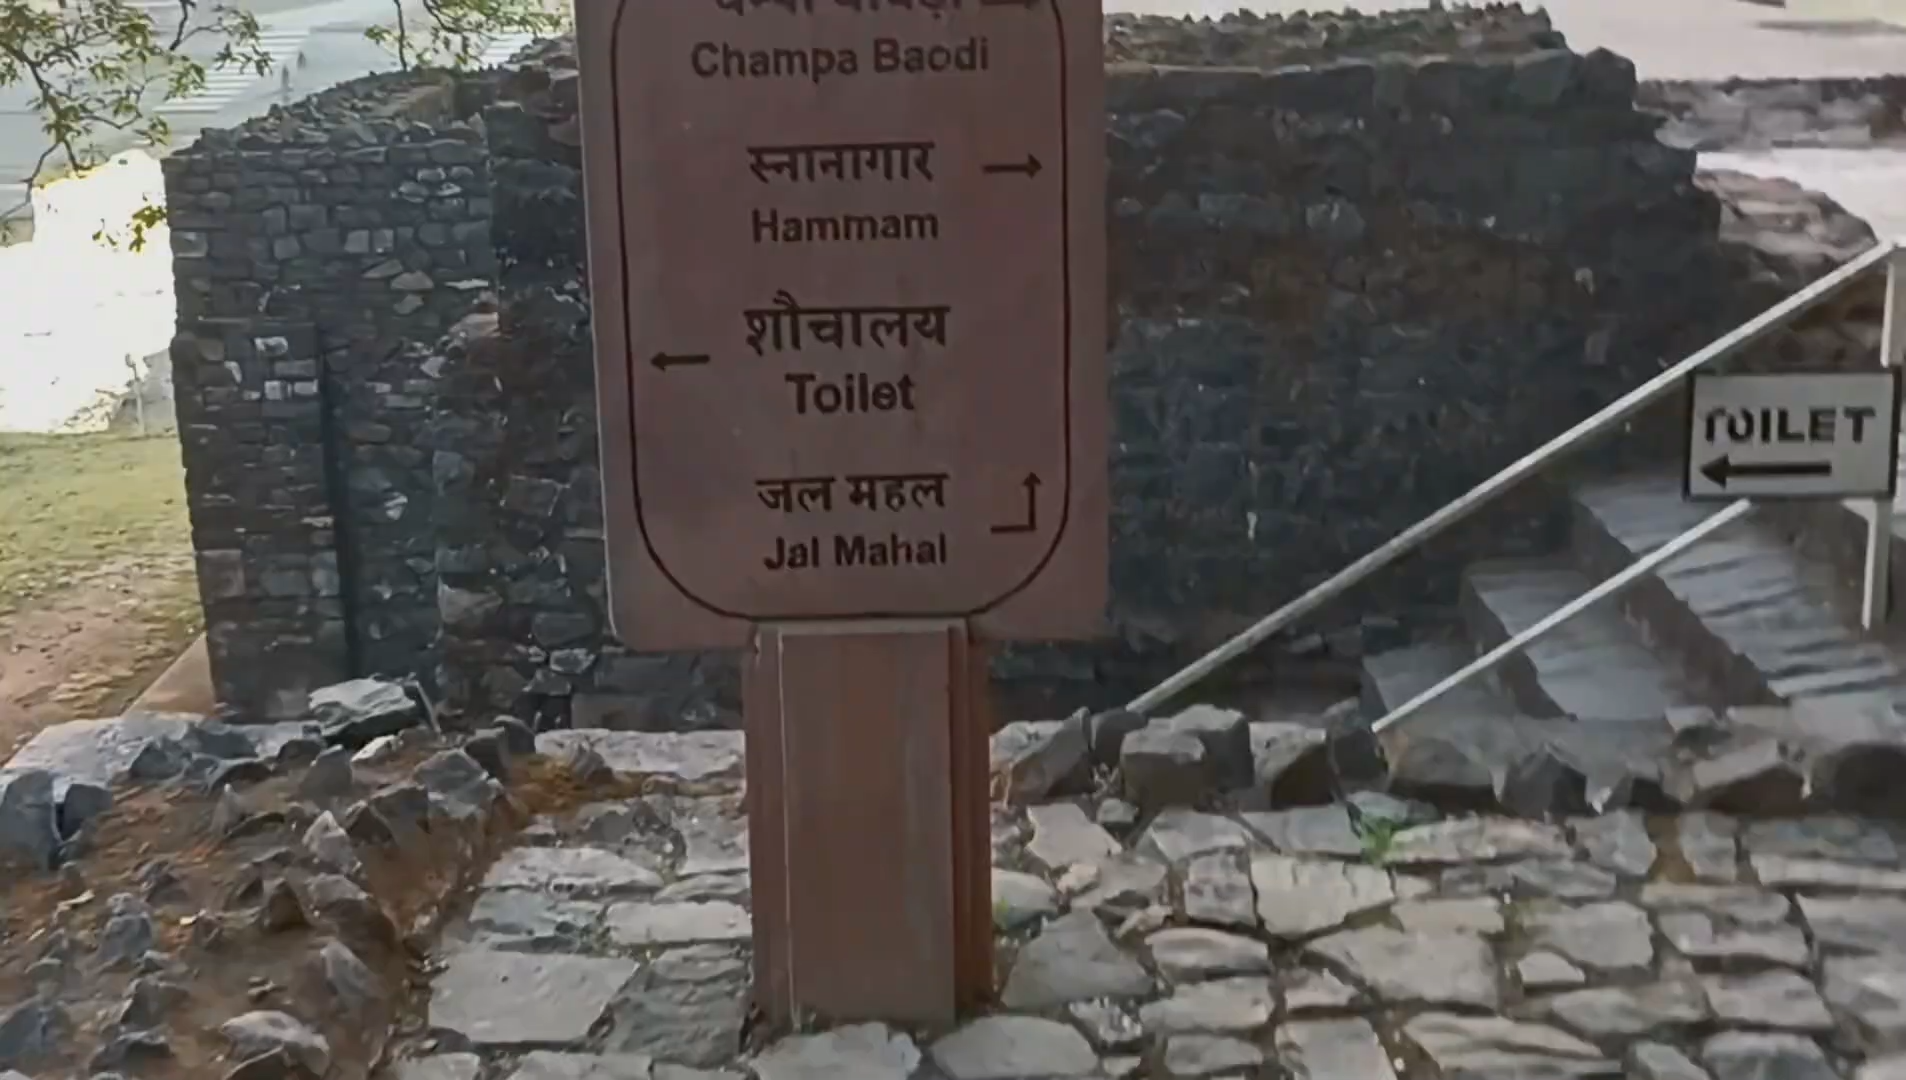 Champa Baodi
स्नानागार
Hammam
शौचालय
Toilet
जल महल
Jal Mahal
TOILET